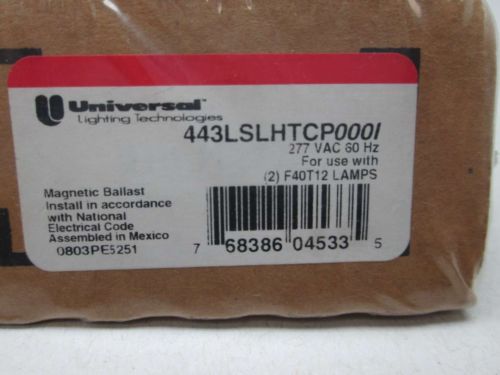 Universal™
Lighting Technologies
443LSLHTCP000I
277 VAC 60 Hz
For use with
(2) F40T12 LAMPS
Magnetic Ballast
Install in accordance
with National
Electrical Code
Assembled in Mexico
0803PE5251
7 68386 04533 5